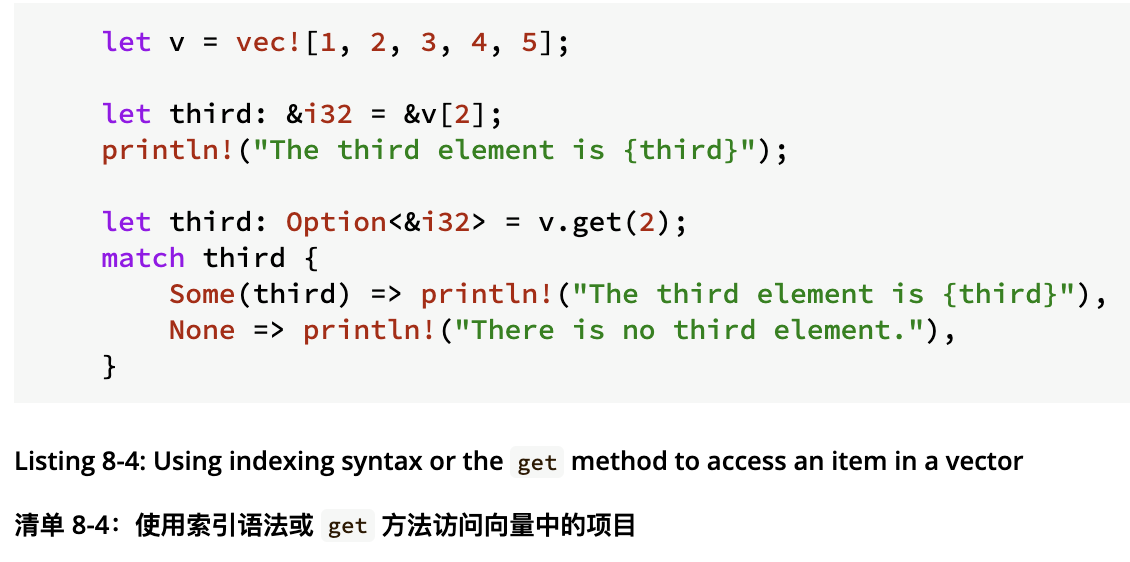 let v = vec![1, 2, 3, 4, 5];
let third: &i32 = &v[2];
println!("The third element is {third}");
let third: Option<&i32> = v.get(2);
match third {
Some(third) => println!("The third element is {third}"),
None => println!("There is no third element."),
}
Listing 8-4: Using indexing syntax or the get method to access an item in a vector
清单 8-4：使用索引语法或 get 方法访问向量中的项目